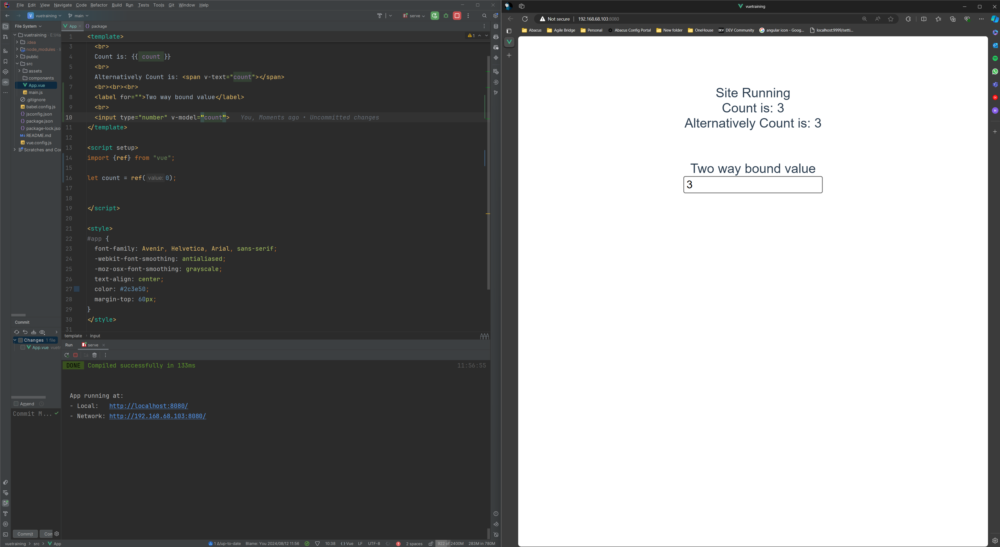 File Edit View Navigate Code Refactor Build Run Tests Tools Git Window Help
V vuetraining main serve
File System
App package
vuetraining E:\Ha
.idea
node_modules li
public
src
assets
components
App.vue
main.js
.gitignore
babel.config.js
jsconfig.json
package.json
package-lock.jso
README.md
vue.config.js
Scratches and Cor
1 <template>
3 <br>
4 Count is: {{ count }}
5 <br>
6 Alternatively Count is: <span v-text="count"></span>
7 <br><br><br>
8 <label for="">Two way bound value</label>
9 <br>
10 <input type="number" v-model="count"> You, Moments ago • Uncommitted changes
11 </template>
12
13 <script setup>
14 import {ref} from "vue";
15
16 let count = ref( value: 0);
17
18
19 </script>
20
21 <style>
22 #app {
23 font-family: Avenir, Helvetica, Arial, sans-serif;
24 -webkit-font-smoothing: antialiased;
25 -moz-osx-font-smoothing: grayscale;
26 text-align: center;
27 color: #2c3e50;
28 margin-top: 60px;
29 }
30 </style>
31
1
template › input
Commit
Changes 1 file
App.vue vuetr
Amend
Commit M...
Commit Com
Run serve
DONE Compiled successfully in 133ms 11:56:55
App running at:
- Local: http://localhost:8080/
- Network: http://192.168.68.103:8080/
vuetraining > src > App
1 Δ/up-to-date Blame: You 2024/08/12 11:56 10:38 { } Vue LF UTF-8 2 spaces 922 of 2400M 283M in 780M
vuetraining
Not secure | 192.168.68.103:8080
Abacus Agile Bridge Personal Abacus Config Portal New folder OneHouse DEV DEV Community angular icon - Goog... localhost:9999/setti...
Site Running
Count is: 3
Alternatively Count is: 3
Two way bound value
3
H